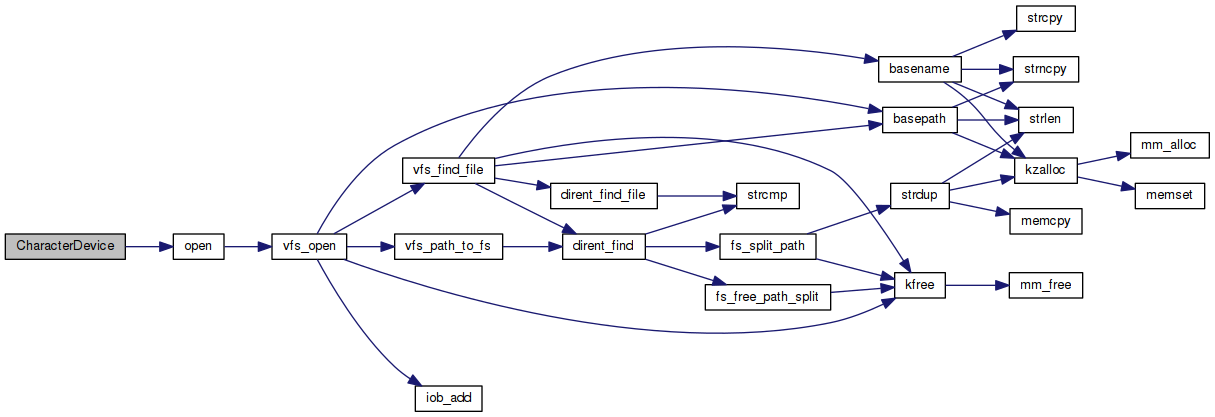 CharacterDevice
open
vfs_open
vfs_find_file
vfs_path_to_fs
iob_add
dirent_find_file
dirent_find
strcmp
fs_split_path
fs_free_path_split
basename
basepath
strdup
kfree
strcpy
strncpy
strlen
kzalloc
memcpy
mm_free
mm_alloc
memset